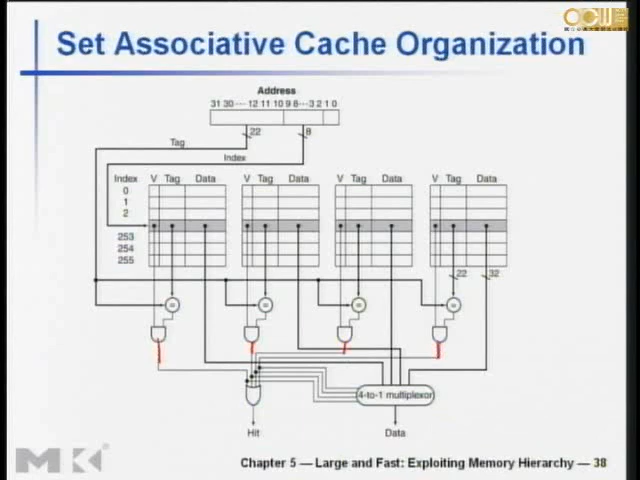 OCW
Set Associative Cache Organization
Address
31 30 ··· 12 11 10 9 8 ··· 3 2 1 0
22
8
Tag
Index
Index V Tag Data V Tag Data V Tag Data V Tag Data
0
1
2
253
254
255
22 32
= = = =
4-to-1 multiplexor
Hit Data
MK
Chapter 5 — Large and Fast: Exploiting Memory Hierarchy — 38